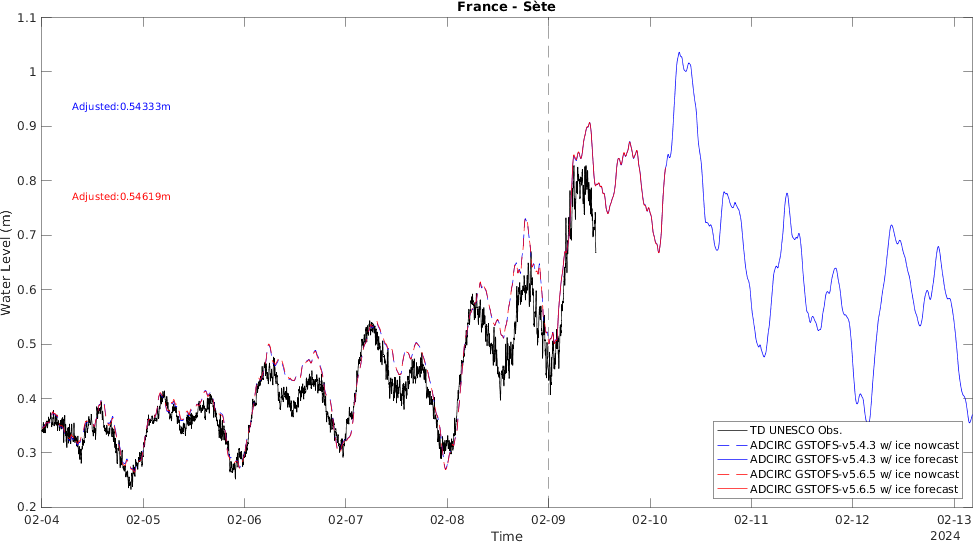 France - Sète
1.1
1
0.9
0.8
0.7
0.6
0.5
0.4
0.3
0.2
Water Level (m)
Adjusted:0.54333m
Adjusted:0.54619m
TD UNESCO Obs.
ADCIRC GSTOFS-v5.4.3 w/ ice nowcast
ADCIRC GSTOFS-v5.4.3 w/ ice forecast
ADCIRC GSTOFS-v5.6.5 w/ ice nowcast
ADCIRC GSTOFS-v5.6.5 w/ ice forecast
02-04 02-05 02-06 02-07 02-08 02-09 02-10 02-11 02-12 02-13
Time
2024